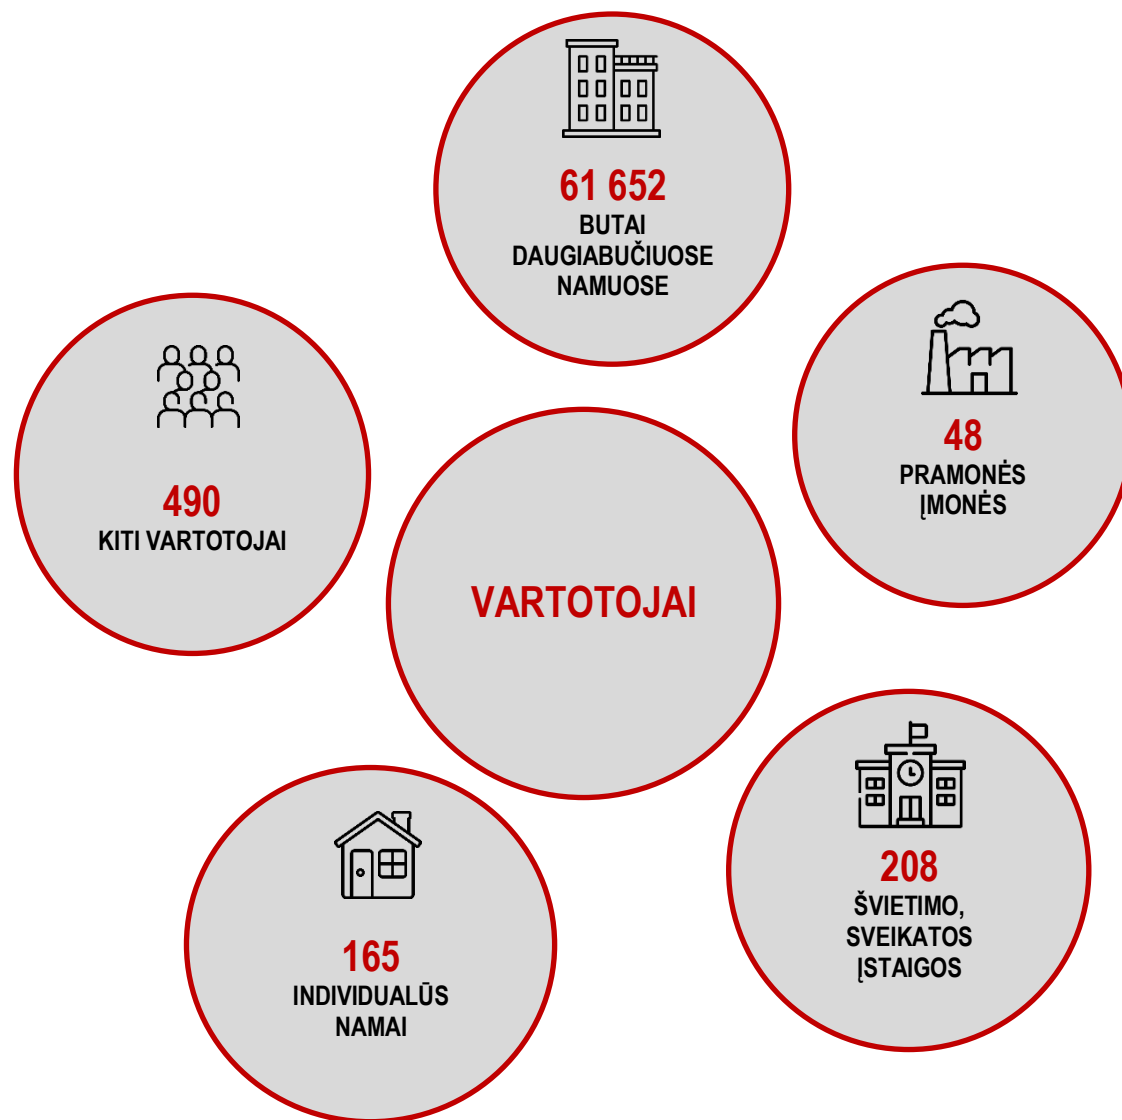 61 652
BUTAI
DAUGIABUČIUOSE
NAMUOSE
48
PRAMONĖS
ĮMONĖS
490
KITI VARTOTOJAI
VARTOTOJAI
208
ŠVIETIMO,
SVEIKATOS
ĮSTAIGOS
165
INDIVIDUALŪS
NAMAI